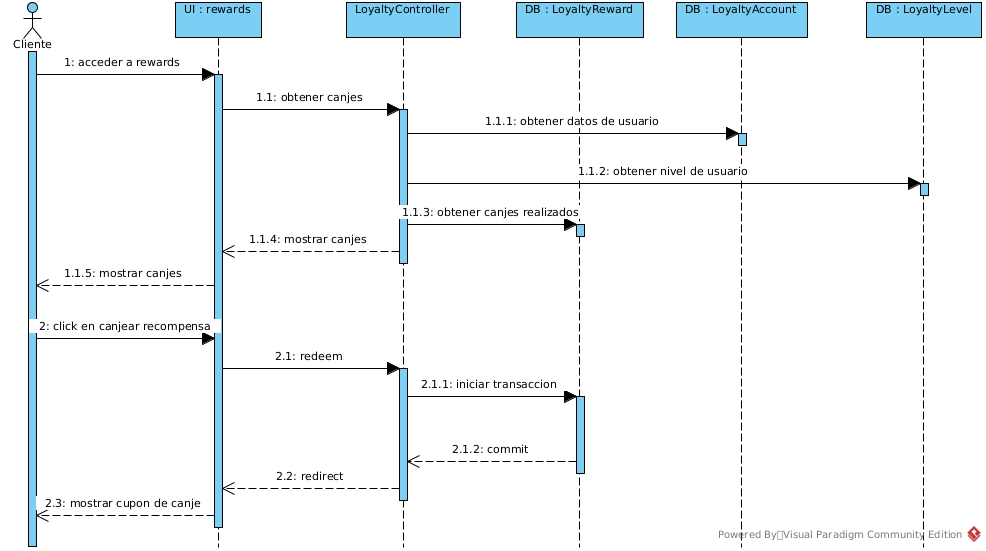 UI : rewards
LoyaltyController
DB : LoyaltyReward
DB : LoyaltyAccount
DB : LoyaltyLevel
Cliente
1: acceder a rewards
1.1: obtener canjes
1.1.1: obtener datos de usuario
1.1.2: obtener nivel de usuario
1.1.3: obtener canjes realizados
1.1.4: mostrar canjes
1.1.5: mostrar canjes
2: click en canjear recompensa
2.1: redeem
2.1.1: iniciar transaccion
2.1.2: commit
2.2: redirect
2.3: mostrar cupon de canje
Powered By Visual Paradigm Community Edition